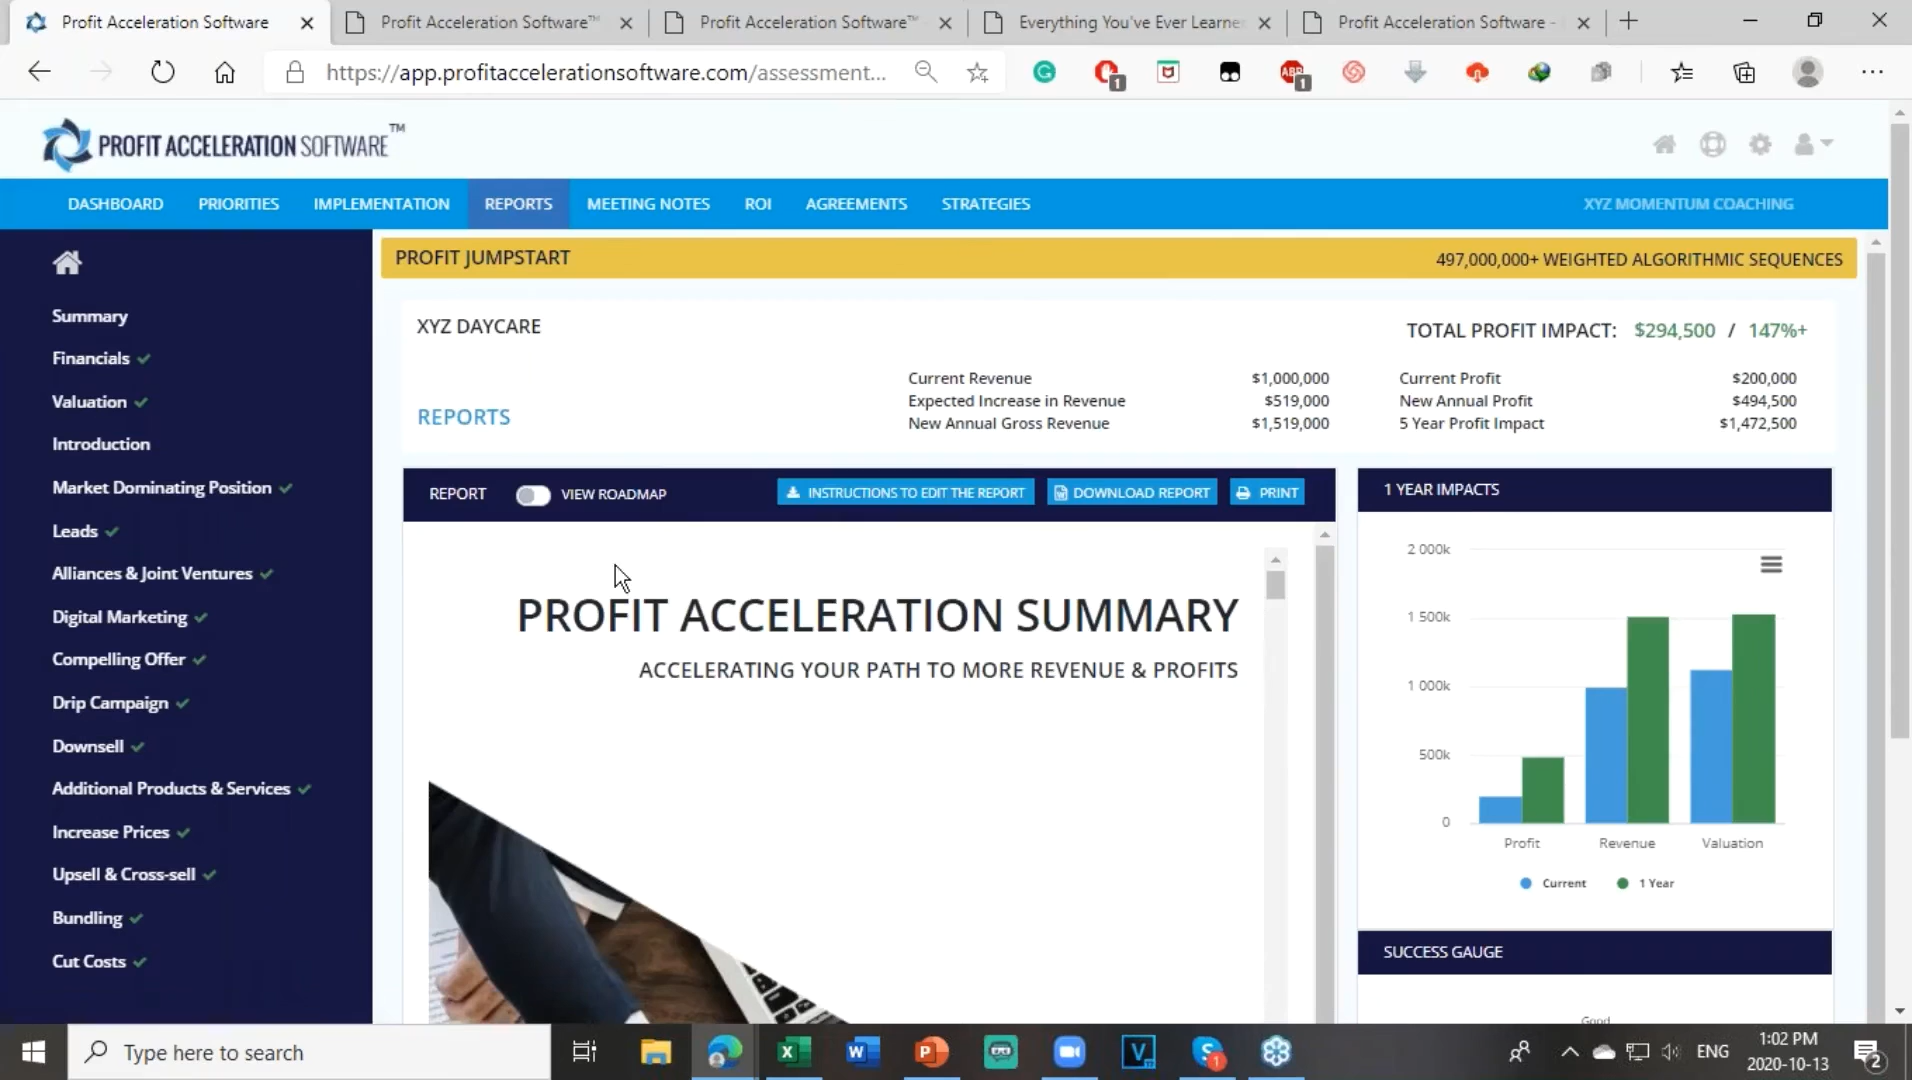 Profit Acceleration Software
Profit Acceleration Software™
Profit Acceleration Software™
Everything You've Ever Learne
Profit Acceleration Software -
https://app.profitaccelerationsoftware.com/assessment...
1
ABP
1
PROFIT ACCELERATION SOFTWARE™
DASHBOARD
PRIORITIES
IMPLEMENTATION
REPORTS
MEETING NOTES
ROI
AGREEMENTS
STRATEGIES
XYZ MOMENTUM COACHING
Summary
Financials
Valuation
Introduction
Market Dominating Position
Leads
Alliances & Joint Ventures
Digital Marketing
Compelling Offer
Drip Campaign
Downsell
Additional Products & Services
Increase Prices
Upsell & Cross-sell
Bundling
Cut Costs
PROFIT JUMPSTART
497,000,000+ WEIGHTED ALGORITHMIC SEQUENCES
XYZ DAYCARE
TOTAL PROFIT IMPACT: $294,500 / 147%+
REPORTS
Current Revenue $1,000,000
Expected Increase in Revenue $519,000
New Annual Gross Revenue $1,519,000
Current Profit $200,000
New Annual Profit $494,500
5 Year Profit Impact $1,472,500
REPORT
VIEW ROADMAP
INSTRUCTIONS TO EDIT THE REPORT
DOWNLOAD REPORT
PRINT
PROFIT ACCELERATION SUMMARY
ACCELERATING YOUR PATH TO MORE REVENUE & PROFITS
1 YEAR IMPACTS
2 000k
1 500k
1 000k
500k
0
Profit
Revenue
Valuation
Current
1 Year
SUCCESS GAUGE
Good
Type here to search
ENG
1:02 PM
2020-10-13
2